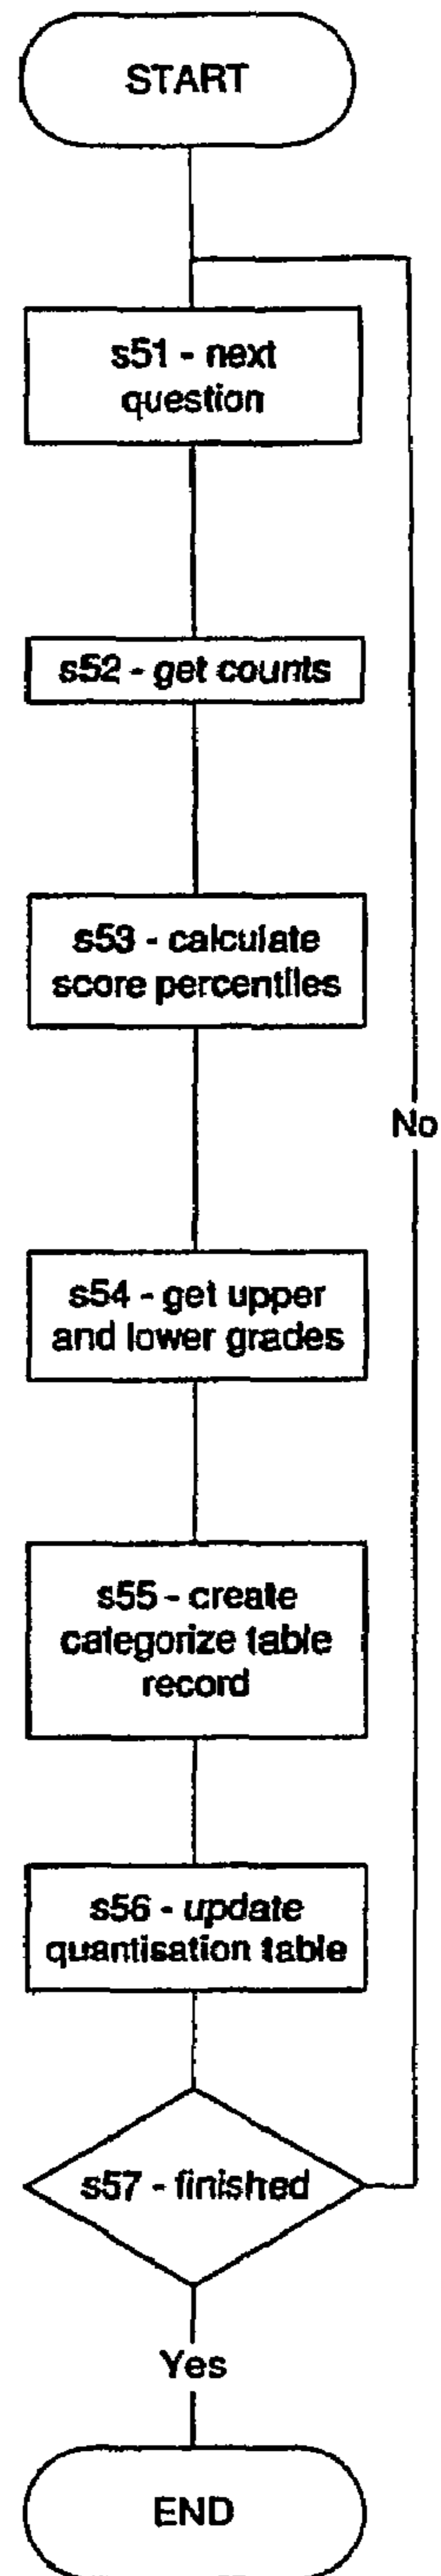 START
s51 - next
question
s52 - get counts
s53 - calculate
score percentiles
No
s54 - get upper
and lower grades
s55 - create
categorize table
record
s56 - update
quantisation table
s57 - finished
Yes
END